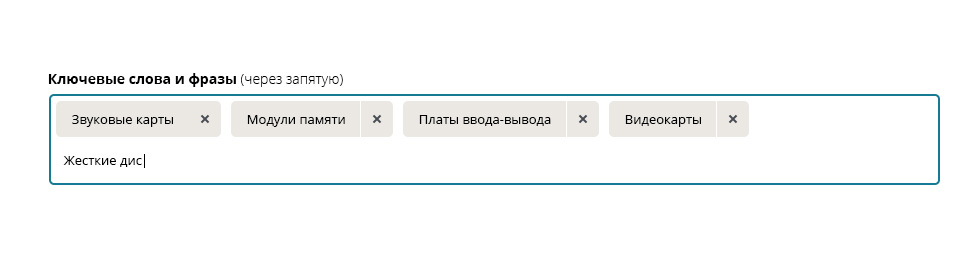 Ключевые слова и фразы (через запятую)
Звуковые карты × Модули памяти × Платы ввода-вывода × Видеокарты ×
Жесткие дис